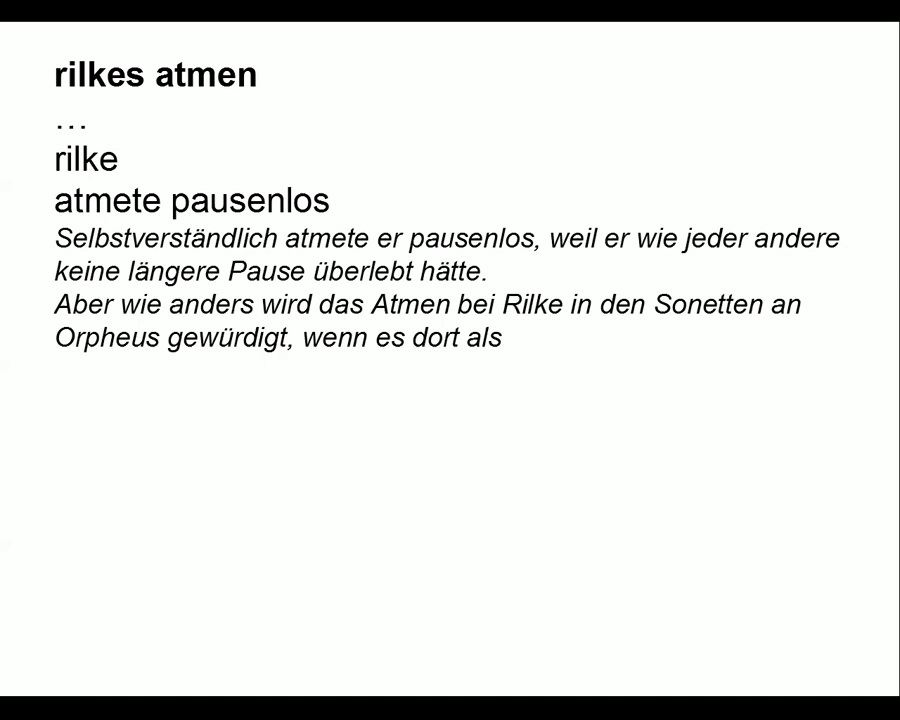 rilkes atmen
…
rilke
atmete pausenlos
Selbstverständlich atmete er pausenlos, weil er wie jeder andere
keine längere Pause überlebt hätte.
Aber wie anders wird das Atmen bei Rilke in den Sonetten an
Orpheus gewürdigt, wenn es dort als